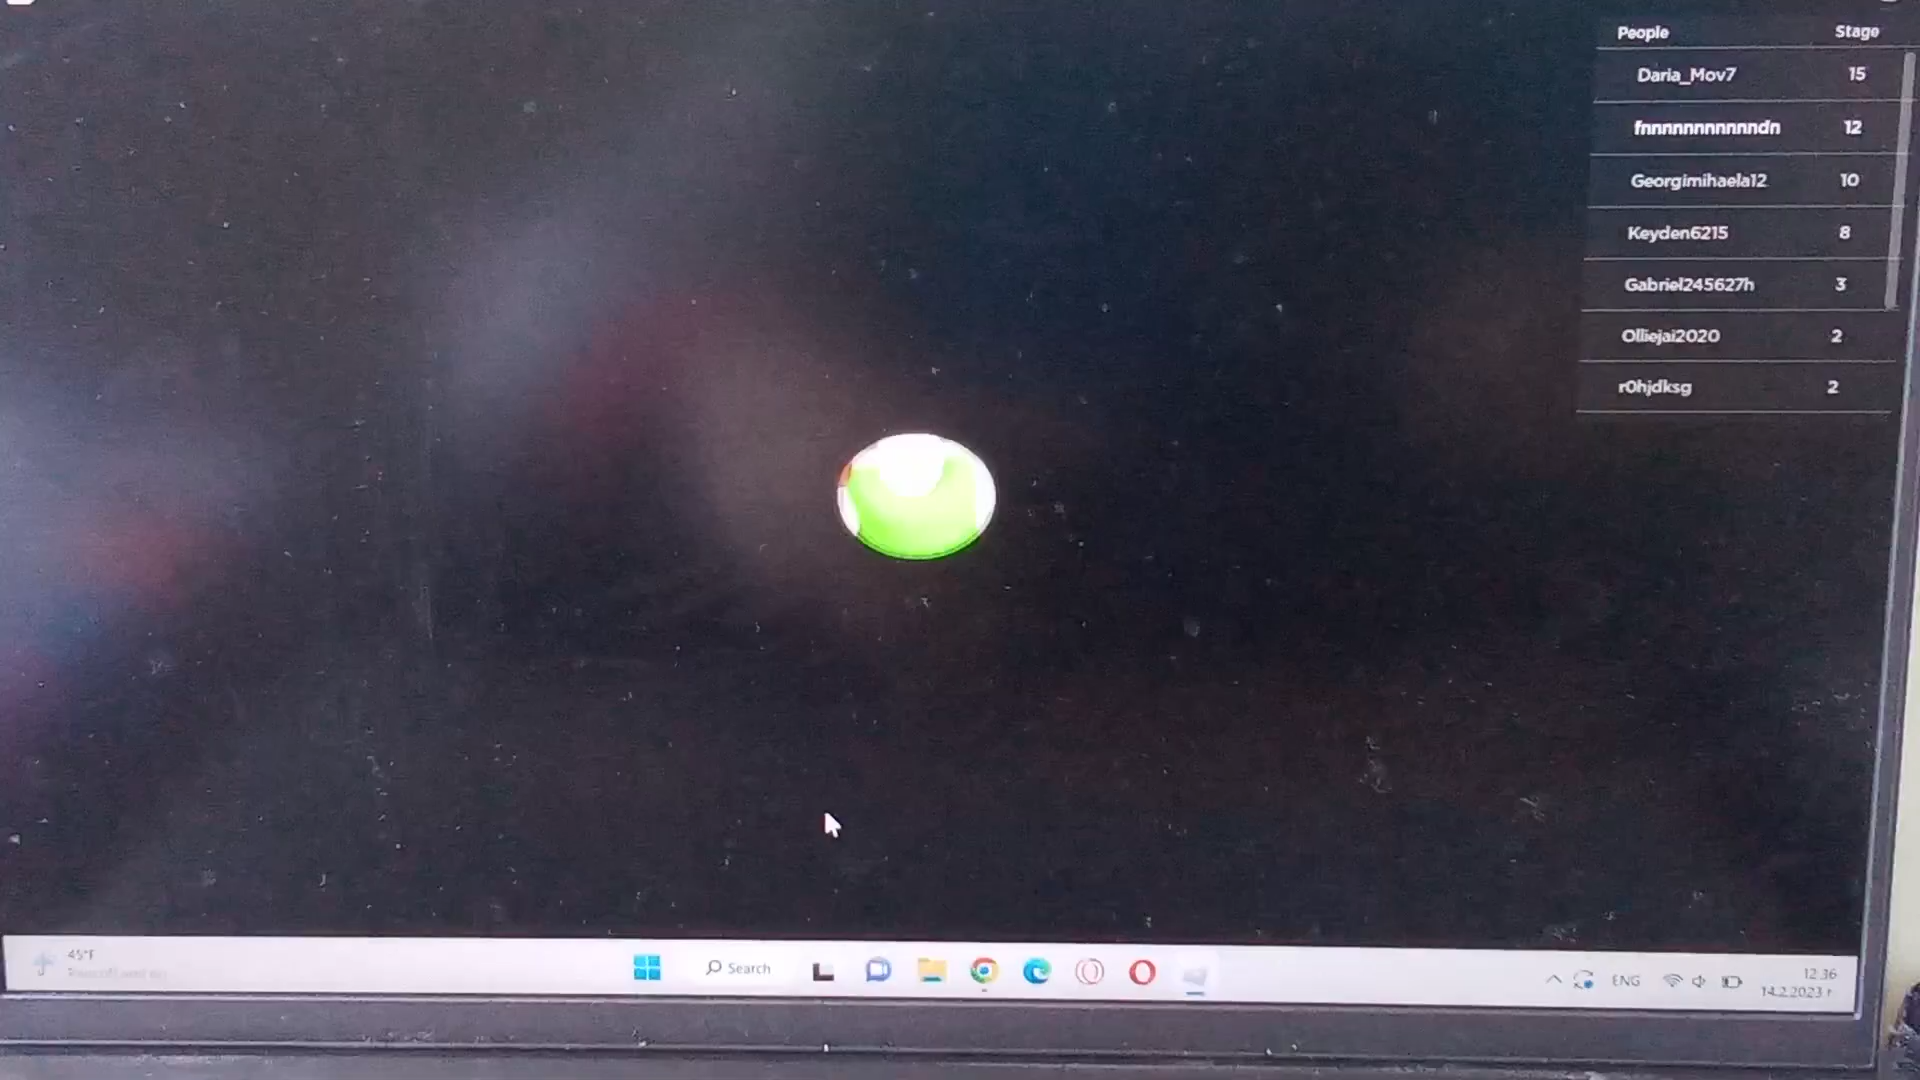 People Stage
Daria_Mov7 15
fnnnnnnnnnnndn 12
Georgimihaela12 10
Keyden6215 8
Gabriel245627h 3
Olliejai2020 2
r0hjdksg 2
45°F
Search
ENG
12:36
14.2.2023 г.